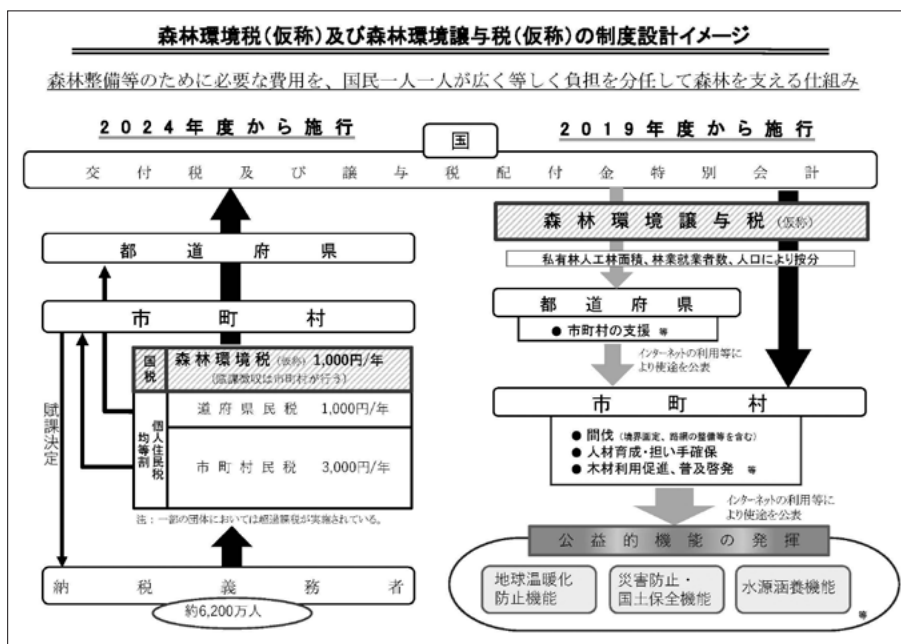 森林環境税(仮称)及び森林環境譲与税(仮称)の制度設計イメージ
森林整備等のために必要な費用を、国民一人一人が広く等しく負担を分任して森林を支える仕組み
2024年度から施行
国
2019年度から施行
交付税及び譲与税配付金特別会計
都道府県
市町村
国税
森林環境税(仮称) 1,000円/年
(賦課徴収は市町村が行う)
個人住民税
均等割
道府県民税 1,000円/年
市町村民税 3,000円/年
賦課決定
注:一部の団体においては超過課税が実施されている。
納税義務者
約6,200万人
森林環境譲与税(仮称)
私有林人工林面積、林業就業者数、人口により按分
都道府県
● 市町村の支援 等
インターネットの利用等に
より使途を公表
市町村
● 間伐(境界画定、路網の整備等を含む)
● 人材育成・担い手確保
● 木材利用促進、普及啓発 等
インターネットの利用等に
より使途を公表
公益的機能の発揮
地球温暖化
防止機能
災害防止・
国土保全機能
水源涵養機能
等